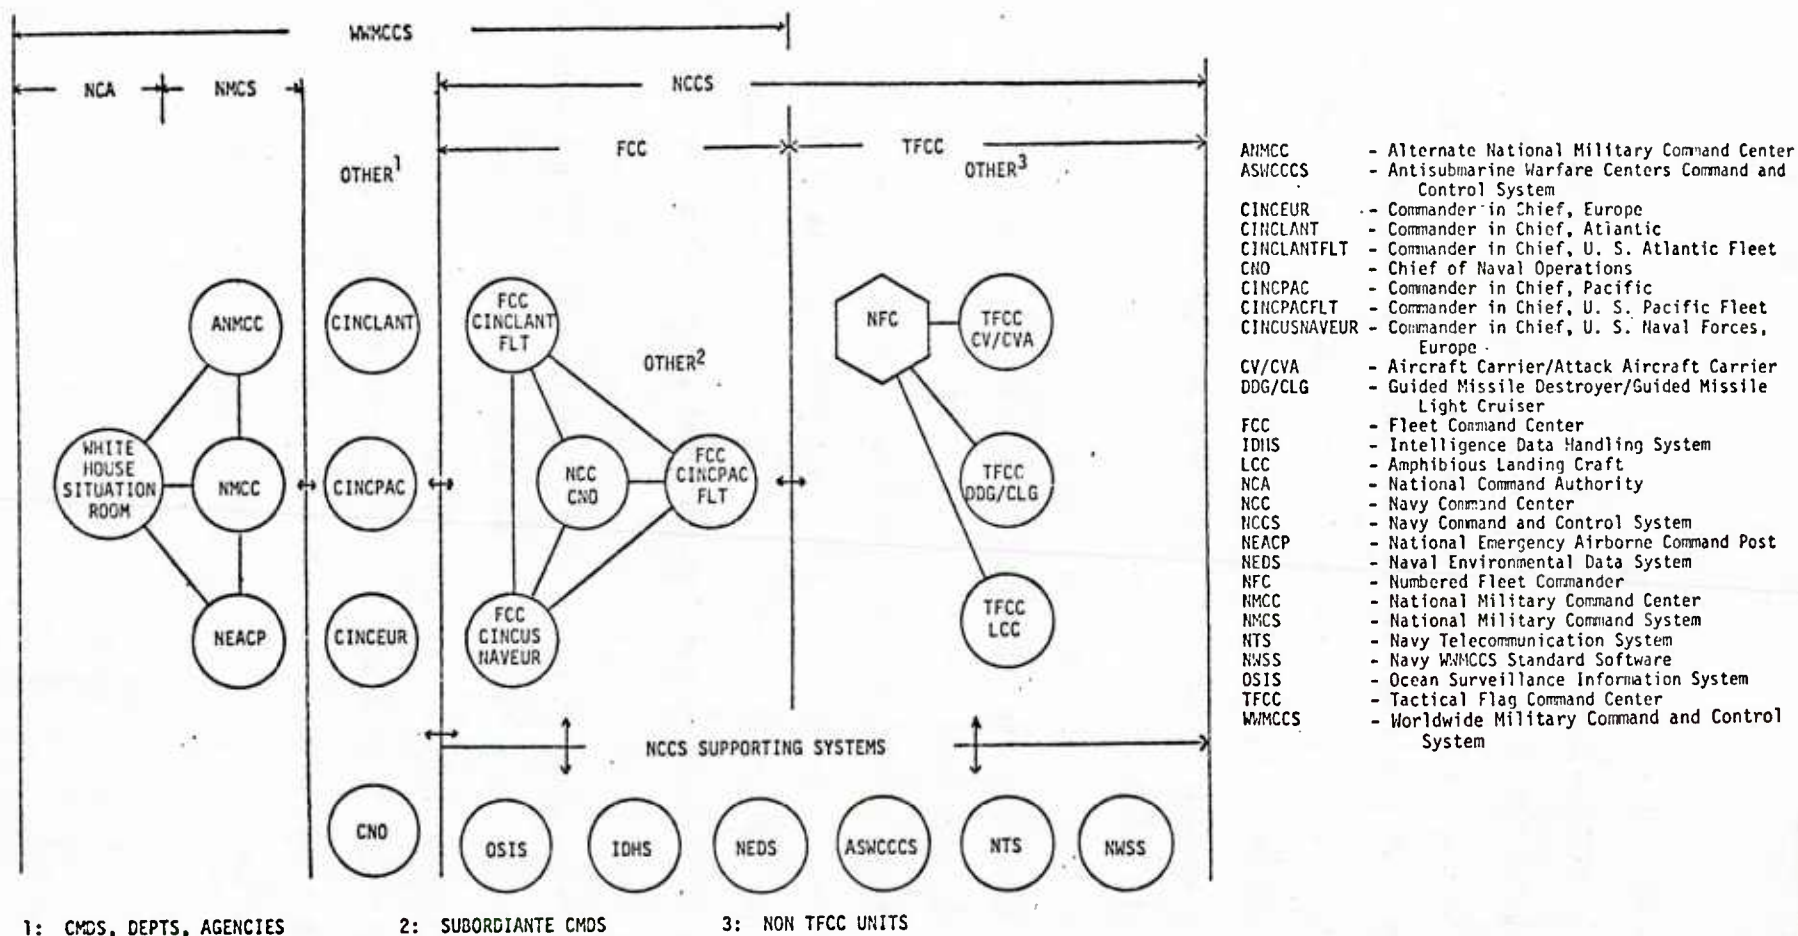 WWMCCS
NCA
NMCS
NCCS
FCC
TFCC
OTHER1
OTHER3
ANMCC
CINCLANT
FCC
CINCLANT
FLT
OTHER2
NFC
TFCC
CV/CVA
WHITE
HOUSE
SITUATION
ROOM
NMCC
CINCPAC
NCC
CNO
FCC
CINCPAC
FLT
TFCC
DDG/CLG
NEACP
CINCEUR
FCC
CINCUS
NAVEUR
TFCC
LCC
NCCS SUPPORTING SYSTEMS
CNO
OSIS
IDHS
NEDS
ASWCCCS
NTS
NWSS
1: CMDS, DEPTS, AGENCIES
2: SUBORDIANTE CMDS
3: NON TFCC UNITS
ANMCC - Alternate National Military Command Center
ASWCCCS - Antisubmarine Warfare Centers Command and
Control System
CINCEUR - Commander in Chief, Europe
CINCLANT - Commander in Chief, Atlantic
CINCLANTFLT - Commander in Chief, U. S. Atlantic Fleet
CNO - Chief of Naval Operations
CINCPAC - Commander in Chief, Pacific
CINCPACFLT - Commander in Chief, U. S. Pacific Fleet
CINCUSNAVEUR - Commander in Chief, U. S. Naval Forces,
Europe
CV/CVA - Aircraft Carrier/Attack Aircraft Carrier
DDG/CLG - Guided Missile Destroyer/Guided Missile
Light Cruiser
FCC - Fleet Command Center
IDHS - Intelligence Data Handling System
LCC - Amphibious Landing Craft
NCA - National Command Authority
NCC - Navy Command Center
NCCS - Navy Command and Control System
NEACP - National Emergency Airborne Command Post
NEDS - Naval Environmental Data System
NFC - Numbered Fleet Commander
NMCC - National Military Command Center
NMCS - National Military Command System
NTS - Navy Telecommunication System
NWSS - Navy WWMCCS Standard Software
OSIS - Ocean Surveillance Information System
TFCC - Tactical Flag Command Center
WWMCCS - Worldwide Military Command and Control
System